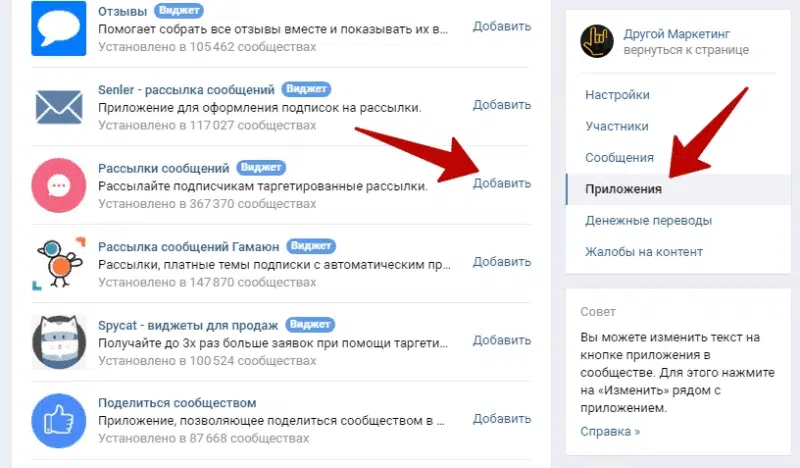 Отзывы Виджет
Помогает собрать все отзывы вместе и показывать их в...
Установлено в 105 462 сообществах
Добавить
Senler - рассылка сообщений Виджет
Приложение для оформления подписок на рассылки.
Установлено в 117 027 сообществах
Добавить
Рассылки сообщений Виджет
Рассылайте подписчикам таргетированные рассылки.
Установлено в 367 370 сообществах
Добавить
Рассылка сообщений Гамаюн Виджет
Рассылки, платные темы подписки с автоматическим пр...
Установлено в 147 870 сообществах
Добавить
Spycat - виджеты для продаж Виджет
Получайте до 3х раз больше заявок при помощи таргети...
Установлено в 100 524 сообществах
Добавить
Поделиться сообществом
Приложение, позволяющее поделиться сообществом в ...
Установлено в 87 668 сообществах
Добавить
Другой Маркетинг
вернуться к странице
Настройки
Участники
Сообщения
Приложения
Денежные переводы
Жалобы на контент
Совет
Вы можете изменить текст на
кнопке приложения в
сообществе. Для этого нажмите
на «Изменить» рядом с
приложением.
Справка »